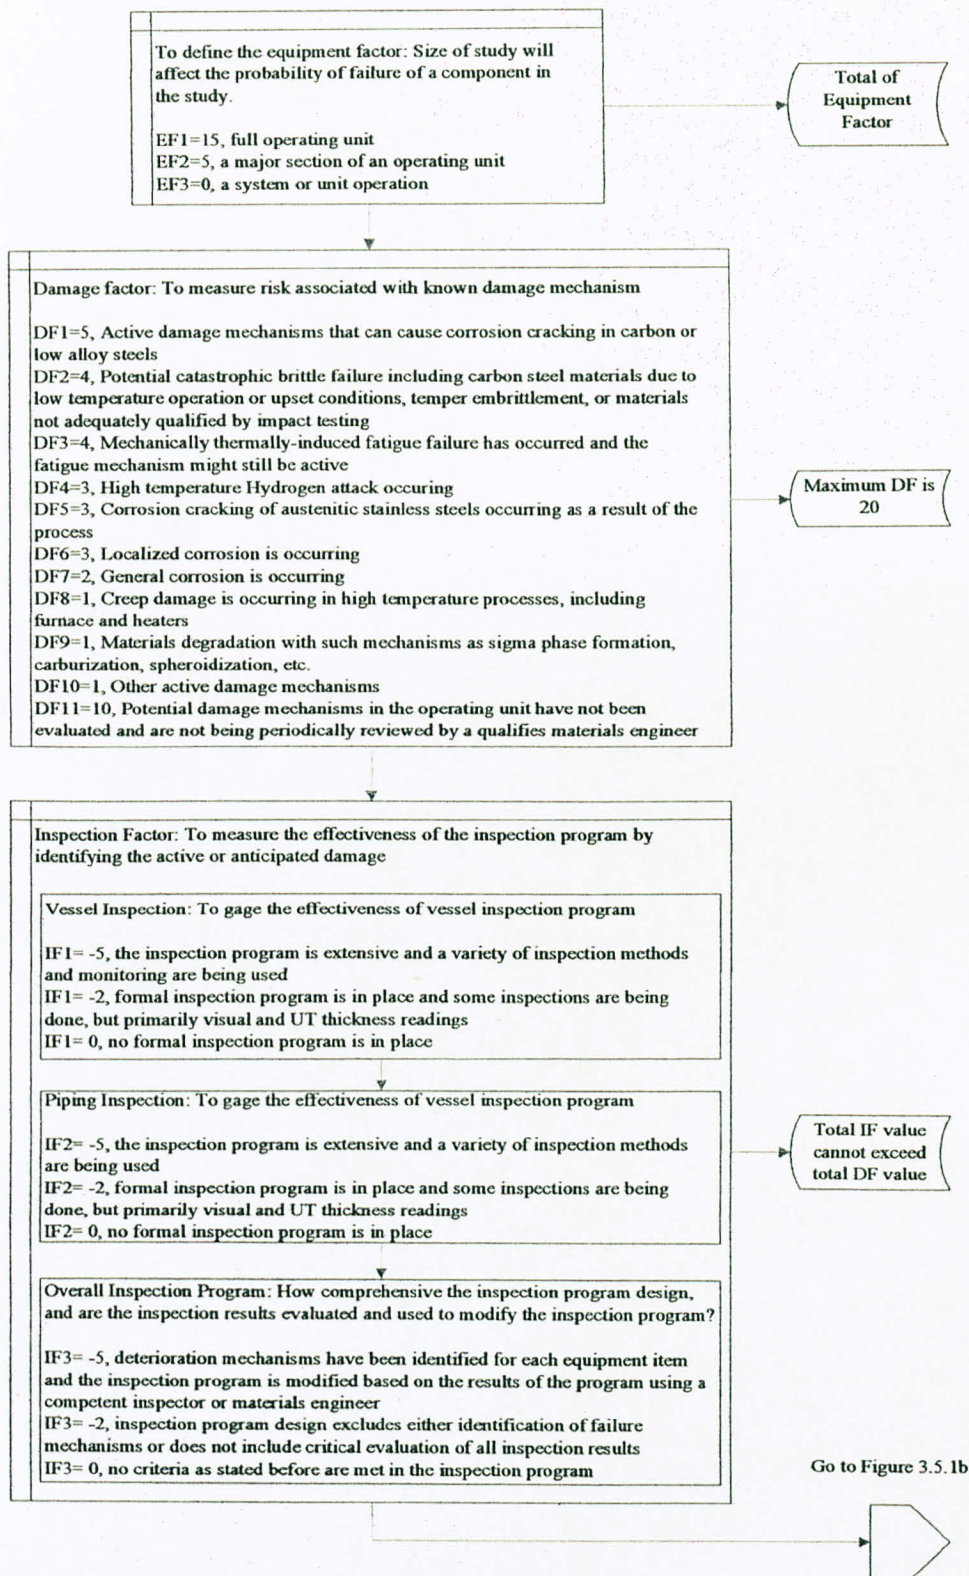 To define the equipment factor: Size of study will
affect the probability of failure of a component in
the study.
EF1=15, full operating unit
EF2=5, a major section of an operating unit
EF3=0, a system or unit operation
Total of
Equipment
Factor
Damage factor: To measure risk associated with known damage mechanism
DF1=5, Active damage mechanisms that can cause corrosion cracking in carbon or
low alloy steels
DF2=4, Potential catastrophic brittle failure including carbon steel materials due to
low temperature operation or upset conditions, temper embrittlement, or materials
not adequately qualified by impact testing
DF3=4, Mechanically thermally-induced fatigue failure has occurred and the
fatigue mechanism might still be active
DF4=3, High temperature Hydrogen attack occuring
DF5=3, Corrosion cracking of austenitic stainless steels occurring as a result of the
process
DF6=3, Localized corrosion is occurring
DF7=2, General corrosion is occurring
DF8=1, Creep damage is occurring in high temperature processes, including
furnace and heaters
DF9=1, Materials degradation with such mechanisms as sigma phase formation,
carburization, spheroidization, etc.
DF10=1, Other active damage mechanisms
DF11=10, Potential damage mechanisms in the operating unit have not been
evaluated and are not being periodically reviewed by a qualifies materials engineer
Maximum DF is
20
Inspection Factor: To measure the effectiveness of the inspection program by
identifying the active or anticipated damage
Vessel Inspection: To gage the effectiveness of vessel inspection program
IF1= -5, the inspection program is extensive and a variety of inspection methods
and monitoring are being used
IF1= -2, formal inspection program is in place and some inspections are being
done, but primarily visual and UT thickness readings
IF1= 0, no formal inspection program is in place
Piping Inspection: To gage the effectiveness of vessel inspection program
IF2= -5, the inspection program is extensive and a variety of inspection methods
are being used
IF2= -2, formal inspection program is in place and some inspections are being
done, but primarily visual and UT thickness readings
IF2= 0, no formal inspection program is in place
Total IF value
cannot exceed
total DF value
Overall Inspection Program: How comprehensive the inspection program design,
and are the inspection results evaluated and used to modify the inspection program?
IF3= -5, deterioration mechanisms have been identified for each equipment item
and the inspection program is modified based on the results of the program using a
competent inspector or materials engineer
IF3= -2, inspection program design excludes either identification of failure
mechanisms or does not include critical evaluation of all inspection results
IF3= 0, no criteria as stated before are met in the inspection program
Go to Figure 3.5.1b